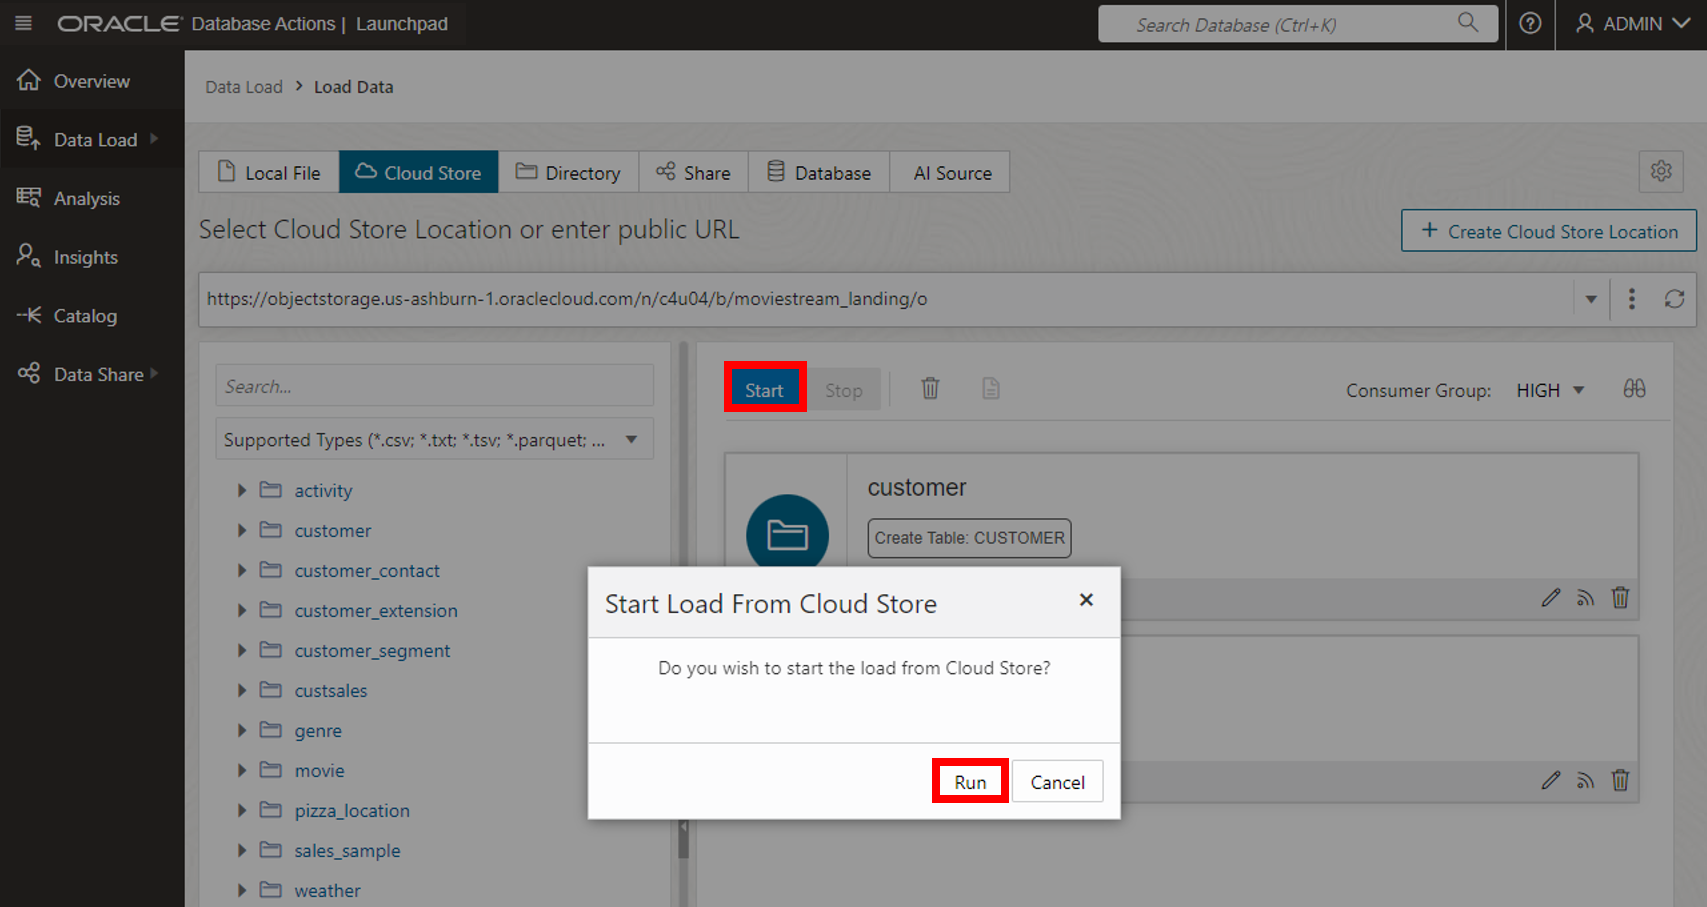 ORACLE Database Actions | Launchpad
Search Database (Ctrl+K)
ADMIN
Overview
Data Load
Analysis
Insights
Catalog
Data Share
Data Load > Load Data
Local File
Cloud Store
Directory
Share
Database
AI Source
Select Cloud Store Location or enter public URL
+ Create Cloud Store Location
https://objectstorage.us-ashburn-1.oraclecloud.com/n/c4u04/b/moviestream_landing/o
Search...
Supported Types (*.csv; *.txt; *.tsv; *.parquet; ...
activity
customer
customer_contact
customer_extension
customer_segment
custsales
genre
movie
pizza_location
sales_sample
weather
Start
Stop
Consumer Group: HIGH
customer
Create Table: CUSTOMER
Start Load From Cloud Store
Do you wish to start the load from Cloud Store?
Run
Cancel